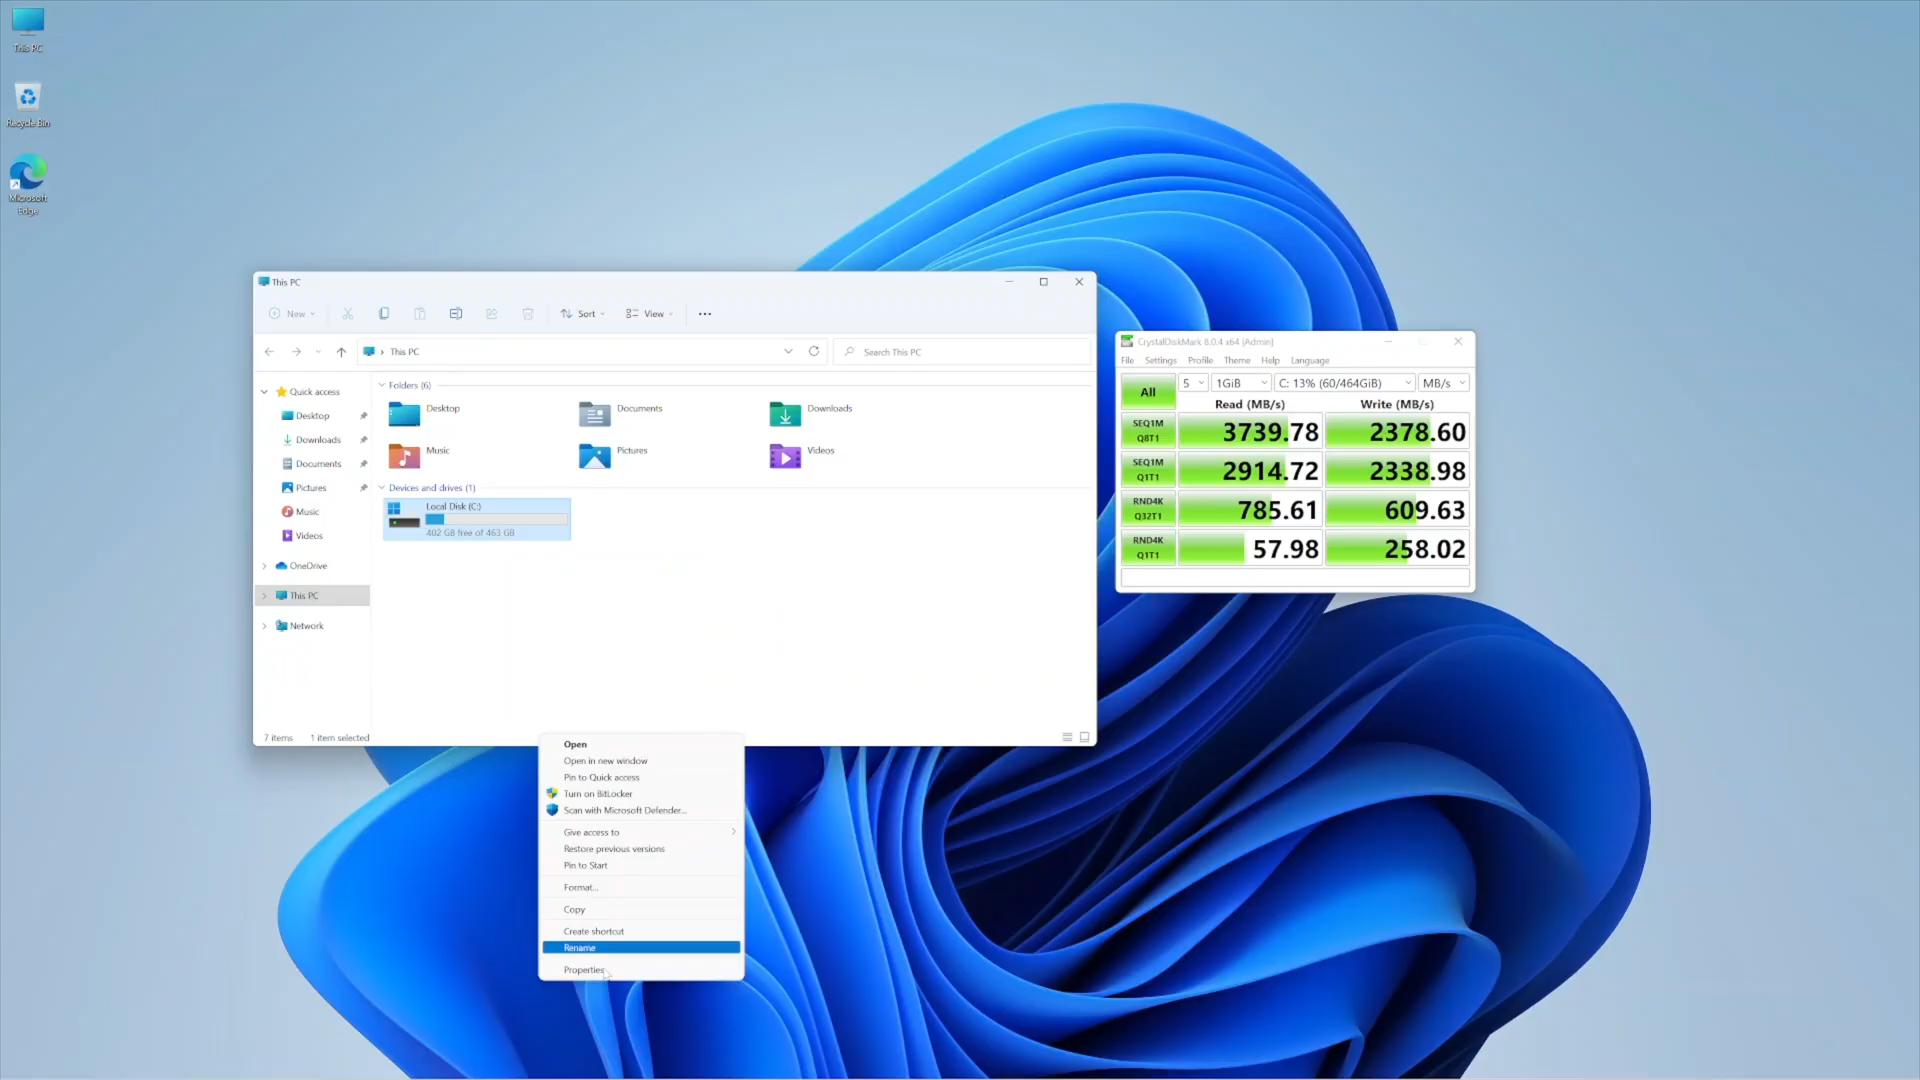 This PC
Recycle Bin
Microsoft
Edge
This PC
New
Sort
View
This PC
Search This PC
Quick access
Desktop
Downloads
Documents
Pictures
Music
Videos
OneDrive
This PC
Network
Folders (6)
Desktop
Documents
Downloads
Music
Pictures
Videos
Devices and drives (1)
Local Disk (C:)
402 GB free of 463 GB
7 items 1 item selected
Open
Open in new window
Pin to Quick access
Turn on BitLocker
Scan with Microsoft Defender...
Give access to
Restore previous versions
Pin to Start
Format...
Copy
Create shortcut
Rename
Properties
CrystalDiskMark 8.0.4 x64 [Admin]
File Settings Profile Theme Help Language
All 5 1GiB C: 13% (60/464GiB) MB/s
Read (MB/s) Write (MB/s)
SEQ1M
Q8T1 3739.78 2378.60
SEQ1M
Q1T1 2914.72 2338.98
RND4K
Q32T1 785.61 609.63
RND4K
Q1T1 57.98 258.02